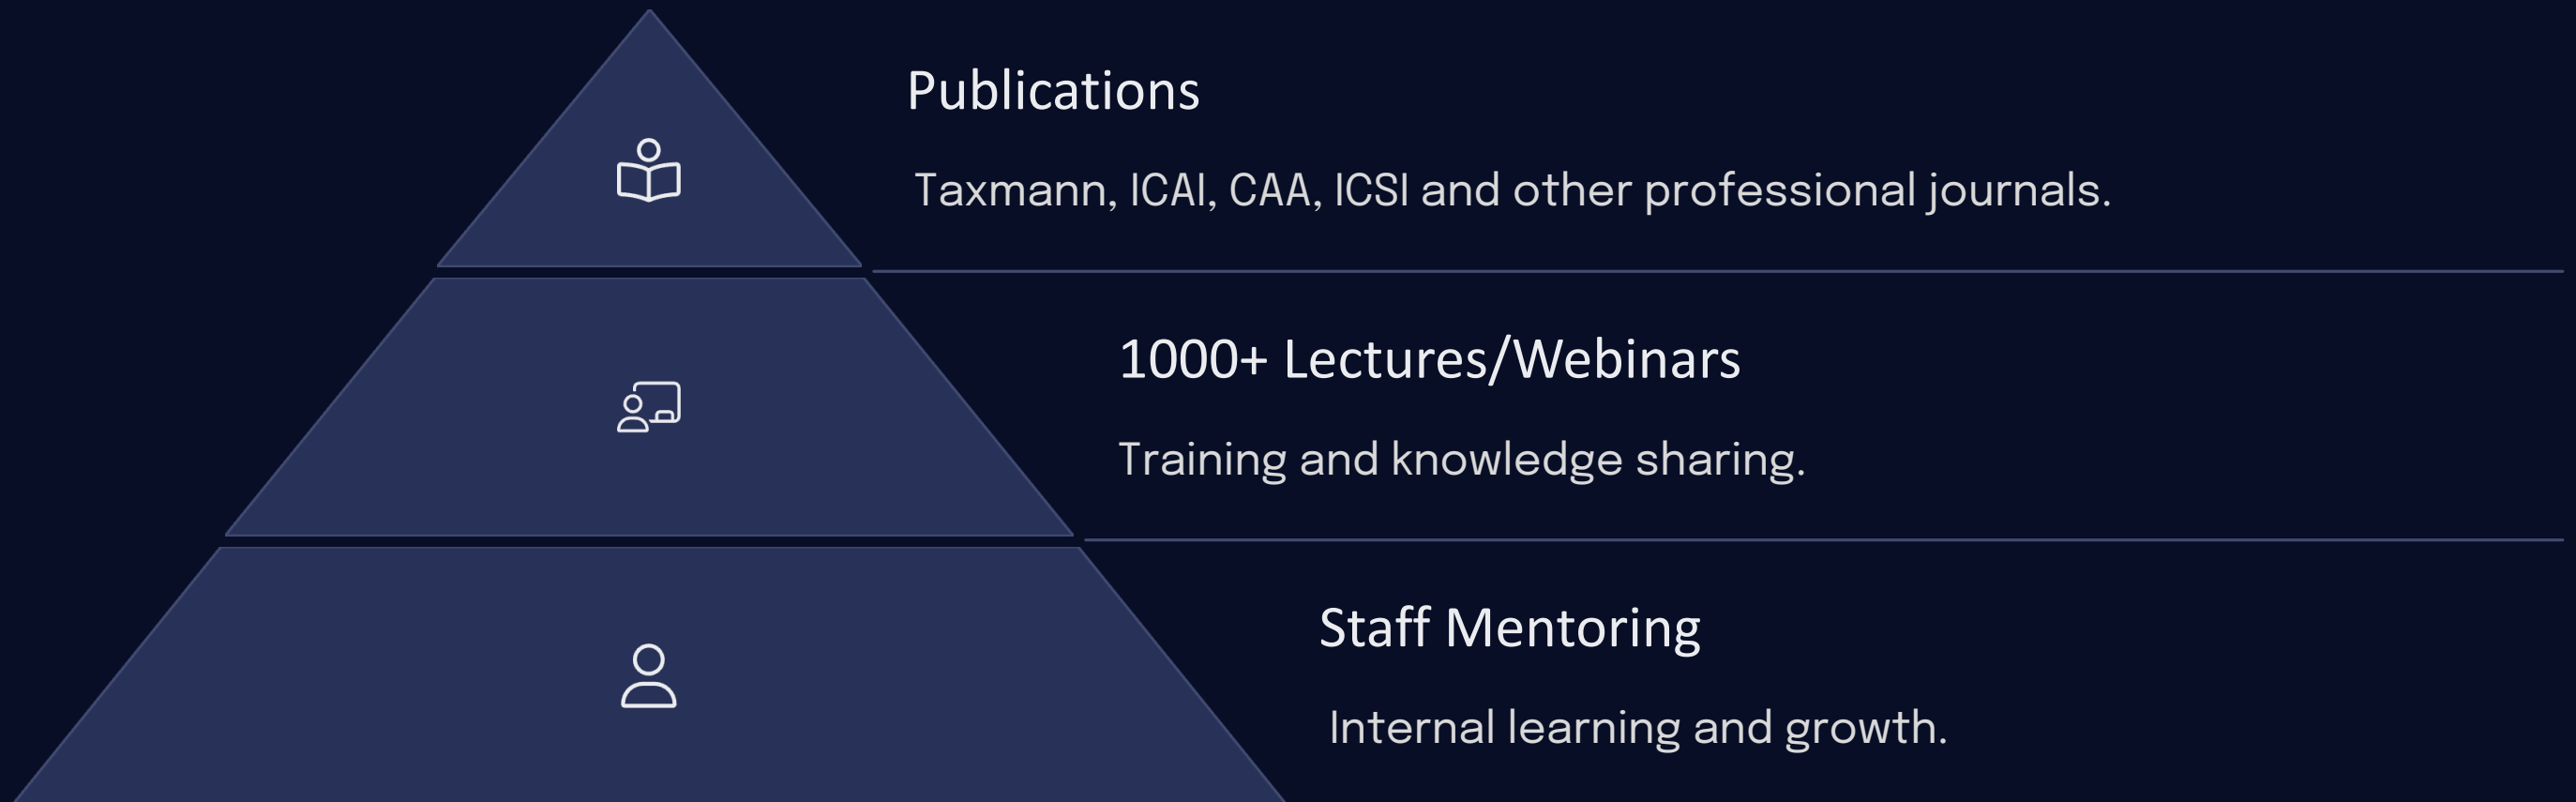 Publications
Taxmann, ICAI, CAA, ICSI and other professional journals.
1000+ Lectures/Webinars
Training and knowledge sharing.
Staff Mentoring
Internal learning and growth.